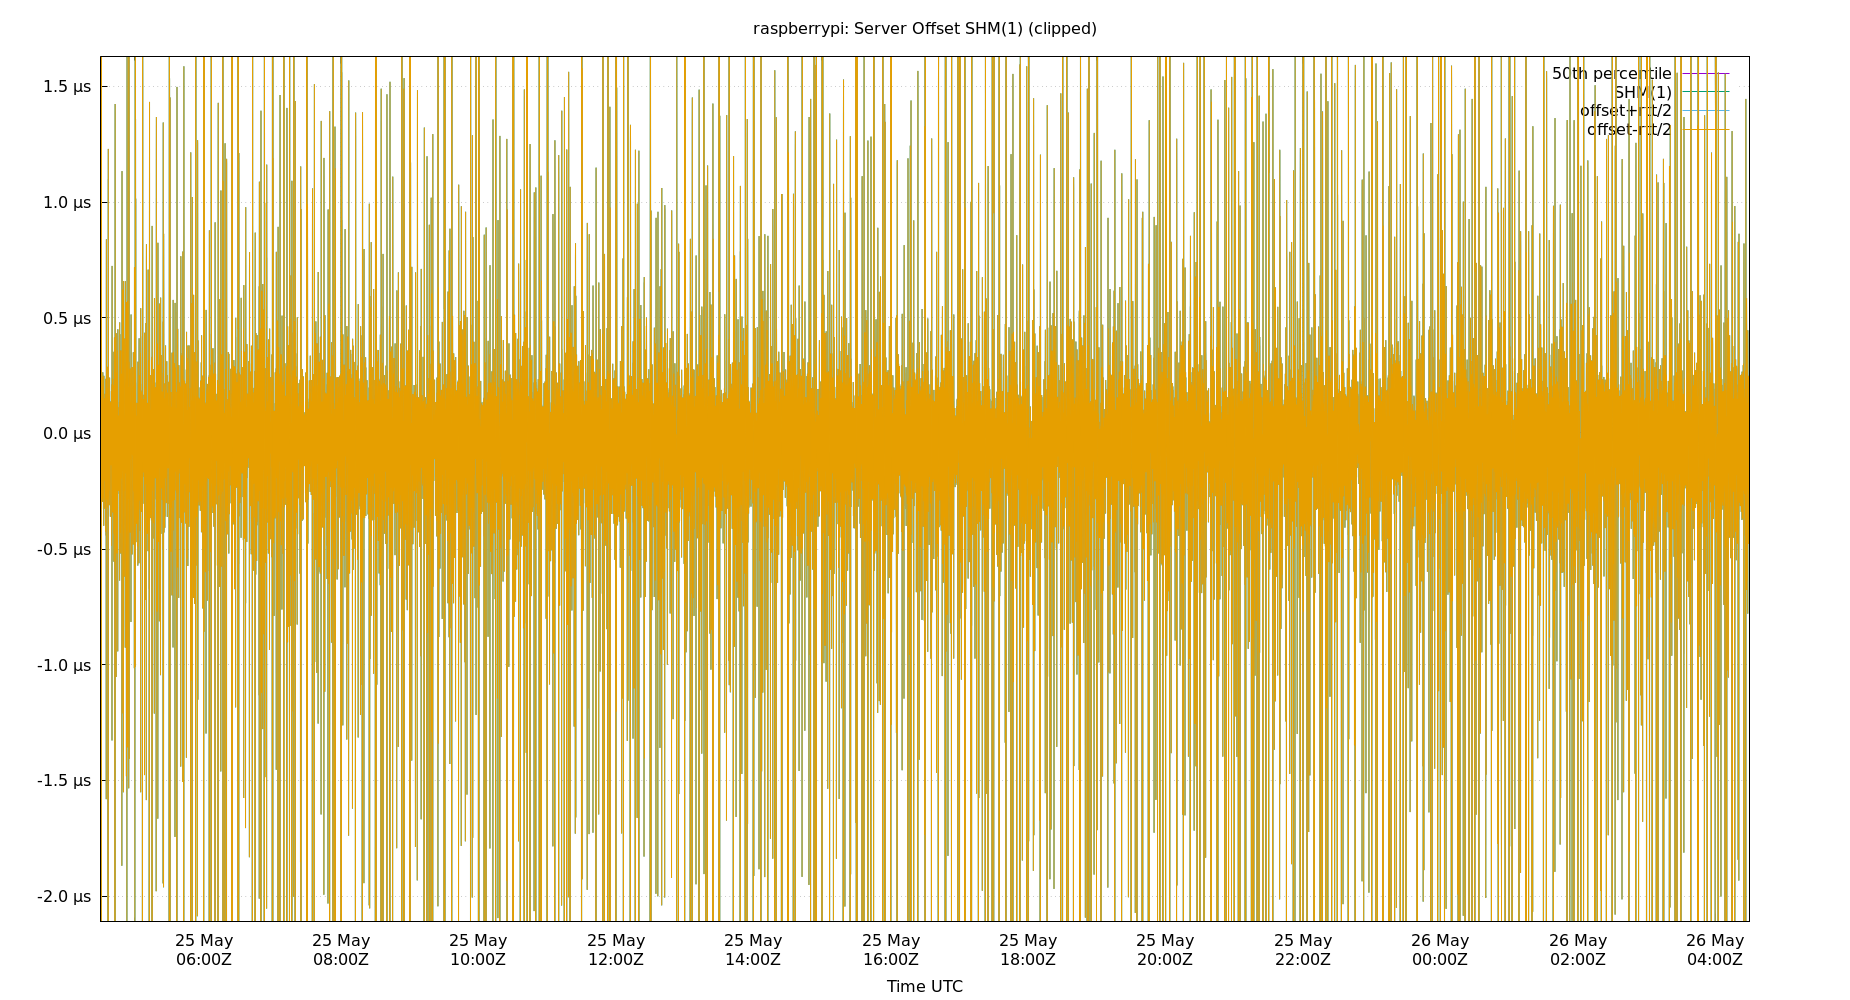 raspberrypi: Server Offset SHM(1) (clipped)
50th percentile
SHM(1)
offset+rtt/2
offset-rtt/2
1.5 µs
1.0 µs
0.5 µs
0.0 µs
-0.5 µs
-1.0 µs
-1.5 µs
-2.0 µs
25 May 25 May 25 May 25 May 25 May 25 May 25 May 25 May 25 May 26 May 26 May 26 May
06:00Z 08:00Z 10:00Z 12:00Z 14:00Z 16:00Z 18:00Z 20:00Z 22:00Z 00:00Z 02:00Z 04:00Z
Time UTC